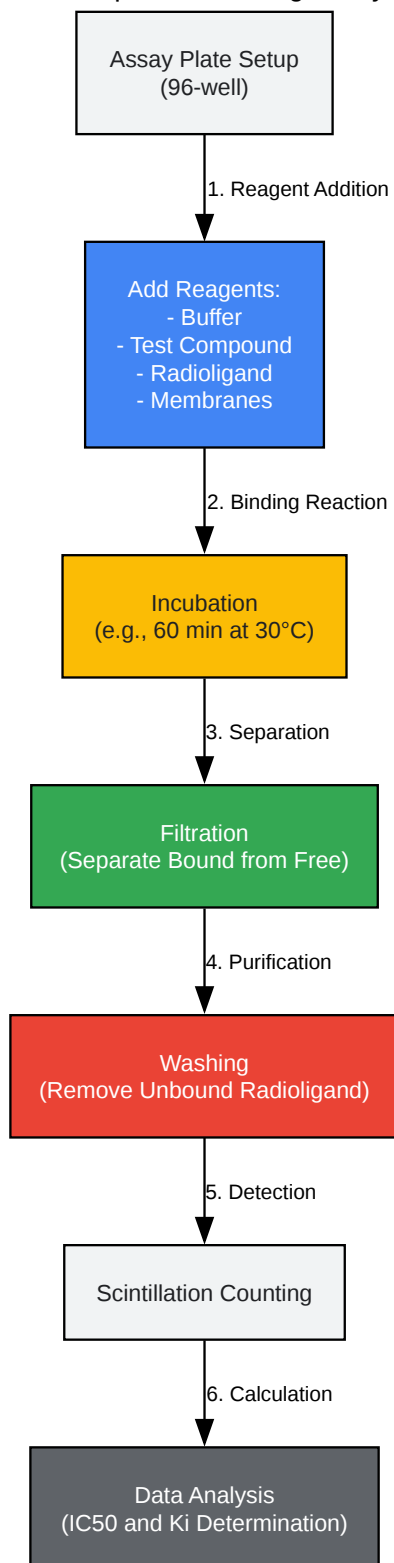 Assay Plate Setup
(96-well)
1. Reagent Addition
Add Reagents:
- Buffer
- Test Compound
- Radioligand
- Membranes
2. Binding Reaction
Incubation
(e.g., 60 min at 30°C)
3. Separation
Filtration
(Separate Bound from Free)
4. Purification
Washing
(Remove Unbound Radioligand)
5. Detection
Scintillation Counting
6. Calculation
Data Analysis
(IC50 and Ki Determination)